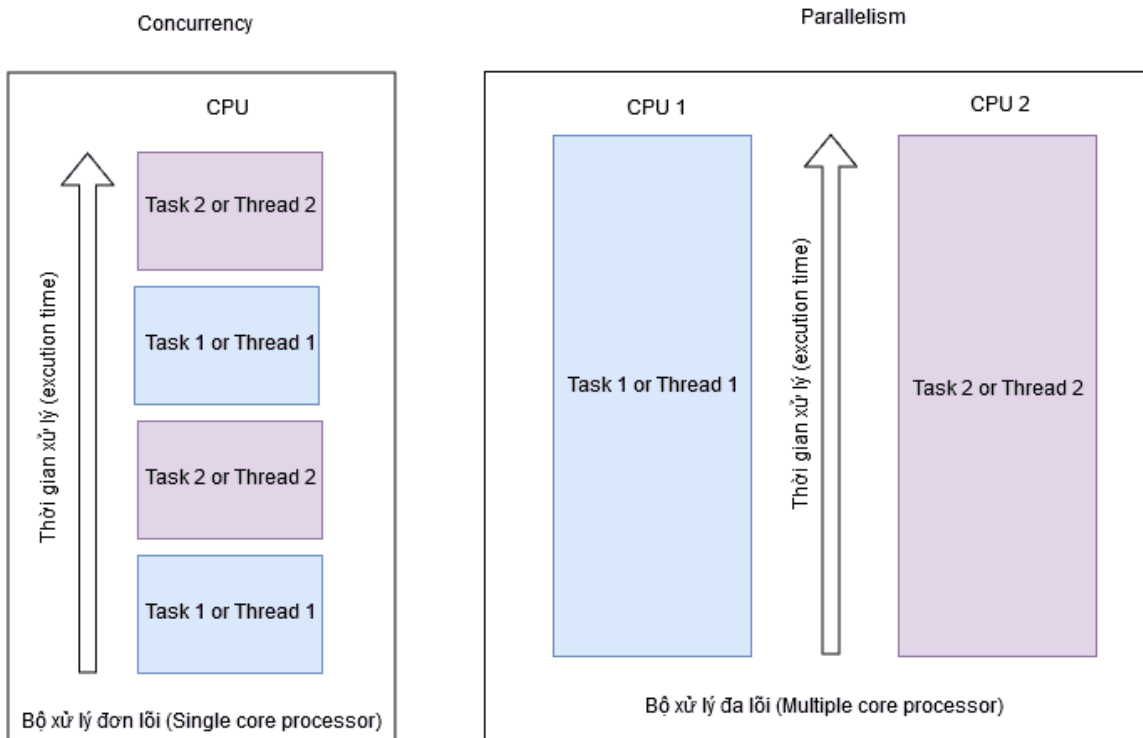 Concurrency
CPU
Task 2 or Thread 2
Task 1 or Thread 1
Task 2 or Thread 2
Task 1 or Thread 1
Thời gian xử lý (excution time)
Bộ xử lý đơn lõi (Single core processor)
Parallelism
CPU 1
CPU 2
Task 1 or Thread 1
Thời gian xử lý (excution time)
Task 2 or Thread 2
Bộ xử lý đa lõi (Multiple core processor)